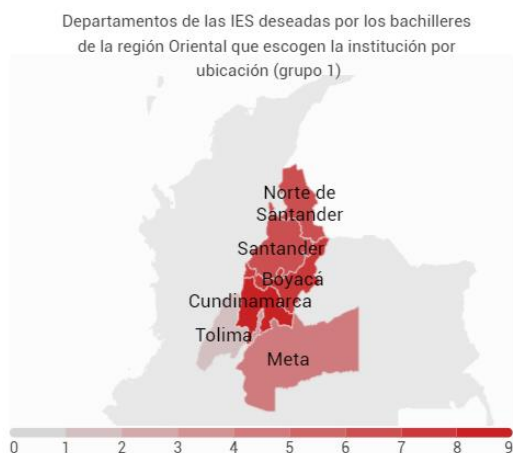 Departamentos de las IES deseadas por los bachilleres
de la región Oriental que escogen la institución por
ubicación (grupo 1)
Norte de
Santander
Santander
Boyacá
Cundinamarca
Tolima
Meta
0 1 2 3 4 5 6 7 8 9